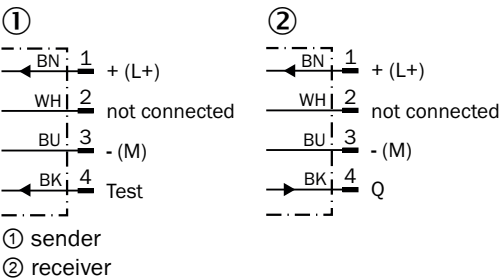 ① ②
BN 1 + (L+) BN 1 + (L+)
WH 2 not connected WH 2 not connected
BU 3 - (M) BU 3 - (M)
BK 4 Test BK 4 Q
① sender
② receiver